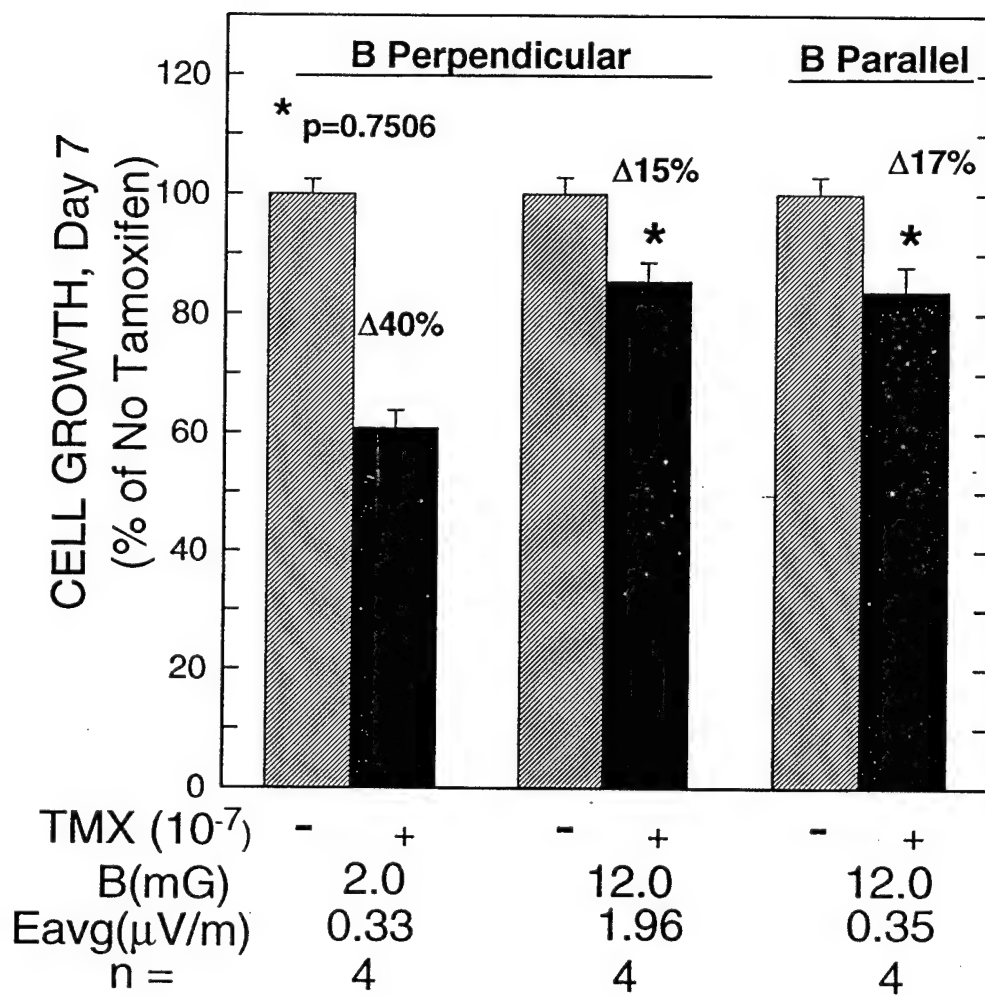 B Perpendicular B Parallel
* p=0.7506
Δ15% Δ17%
* *
Δ40%
CELL GROWTH, Day 7
(% of No Tamoxifen)
120
100
80
60
40
20
0
TMX (10-7) - + - + - +
B(mG) 2.0 12.0 12.0
Eavg(μV/m) 0.33 1.96 0.35
n = 4 4 4